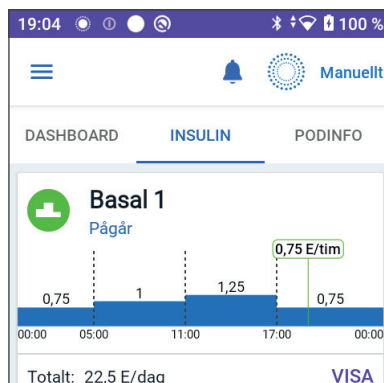 19:04 100 %
Manuellt
DASHBOARD INSULIN PODINFO
Basal 1
Pågår
0,75 E/tim
0,75 1 1,25 0,75
00:00 05:00 11:00 17:00 00:00
Totalt: 22.5 E/dag VISA